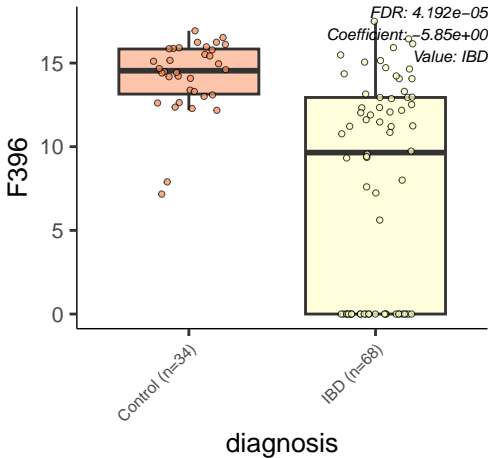 FDR: 4.192e−05
Coefficient: −5.85e+00
Value: IBD
F396
15
10
5
0
Control (n=34)
IBD (n=68)
diagnosis